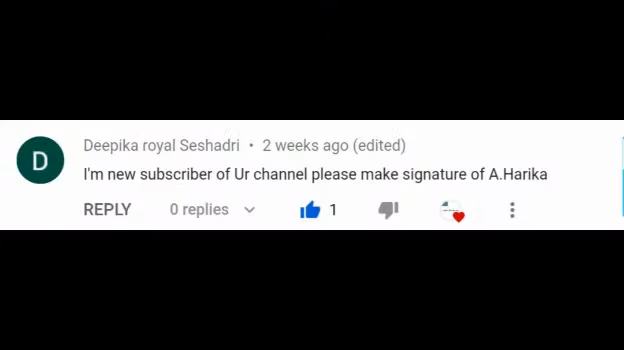 D
Deepika royal Seshadri • 2 weeks ago (edited)
I'm new subscriber of Ur channel please make signature of A.Harika
REPLY 0 replies 1